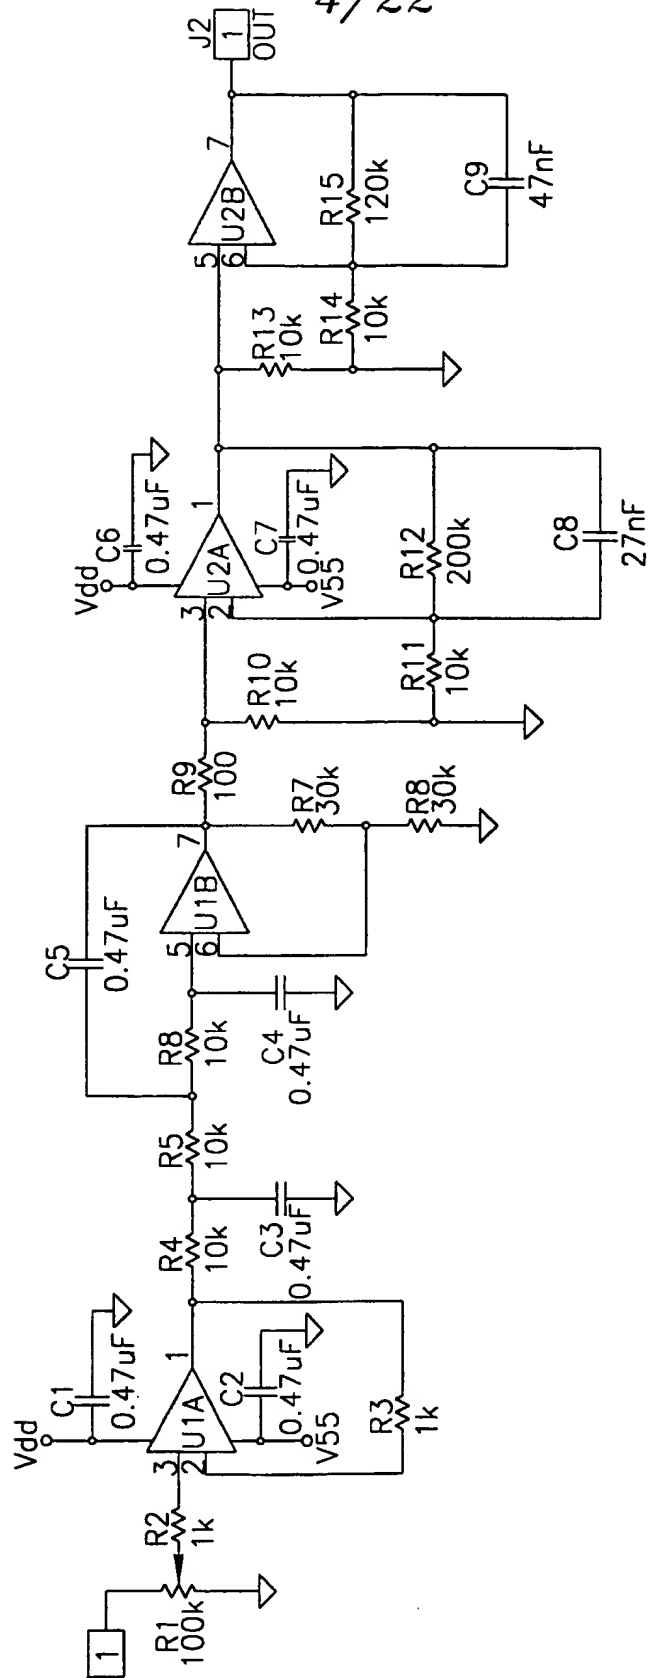 4/22
1
R1
100k
R2
1k
3
2
U1A
1
Vdd
C1
0.47uF
C2
0.47uF
V55
R3
1k
R4
10k
C3
0.47uF
R5
10k
R8
10k
C4
0.47uF
C5
0.47uF
5
6
U1B
7
R7
30k
R8
30k
R9
100
R10
10k
R11
10k
3
2
U2A
1
Vdd
C6
0.47uF
C7
0.47uF
V55
R12
200k
C8
27nF
R13
10k
R14
10k
5
6
U2B
7
R15
120k
C9
47nF
J2
1
OUT